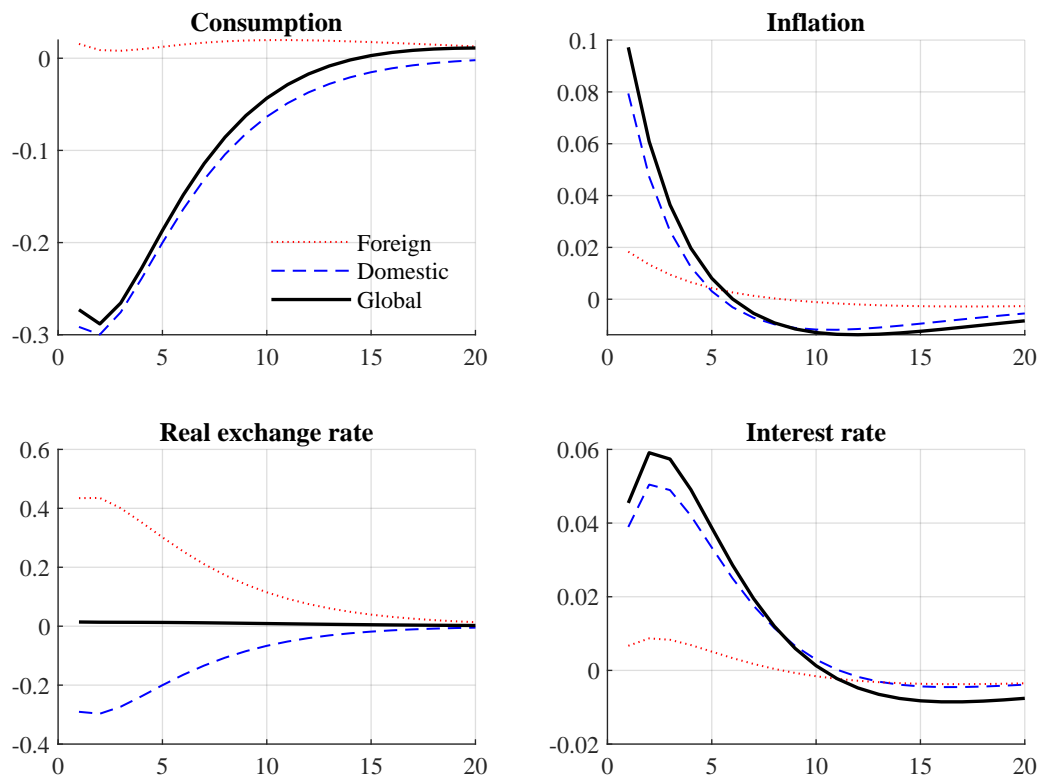 Consumption
0
-0.1
-0.2
-0.3
0 5 10 15 20
Foreign
Domestic
Global
Inflation
0.1
0.08
0.06
0.04
0.02
0
0 5 10 15 20
Real exchange rate
0.6
0.4
0.2
0
-0.2
-0.4
0 5 10 15 20
Interest rate
0.06
0.04
0.02
0
-0.02
0 5 10 15 20